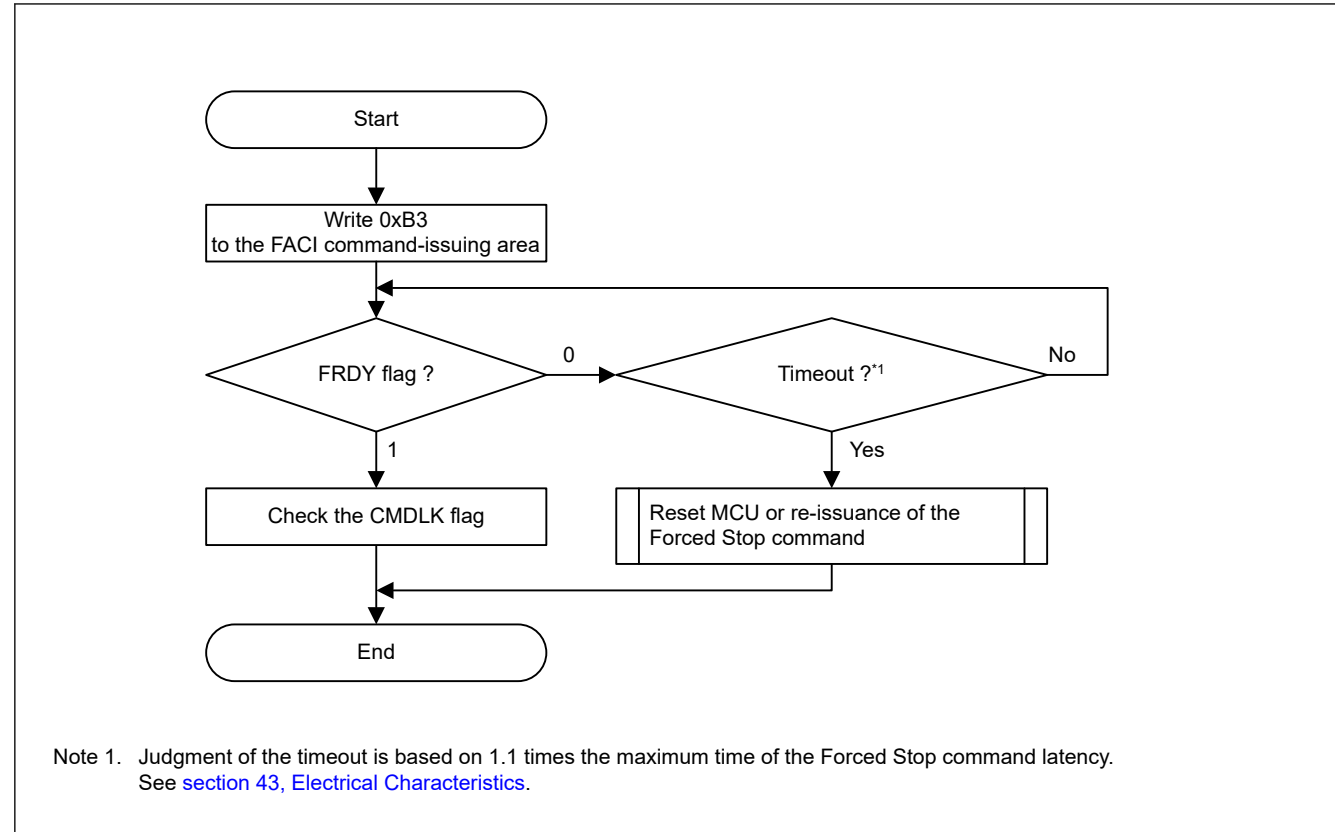 Start
Write 0xB3
to the FACI command-issuing area
FRDY flag ?
0
Timeout ?*1
No
1
Yes
Check the CMDLK flag
Reset MCU or re-issuance of the
Forced Stop command
End
Note 1. Judgment of the timeout is based on 1.1 times the maximum time of the Forced Stop command latency.
See section 43, Electrical Characteristics.